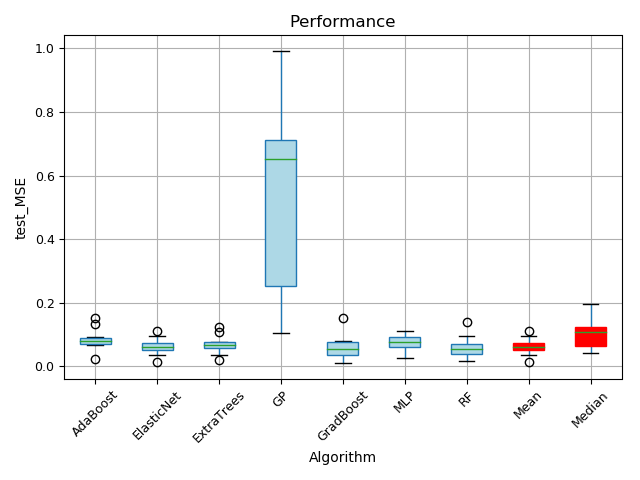 Performance
test_MSE
1.0
0.8
0.6
0.4
0.2
0.0
AdaBoost
ElasticNet
ExtraTrees
GP
GradBoost
MLP
RF
Mean
Median
Algorithm